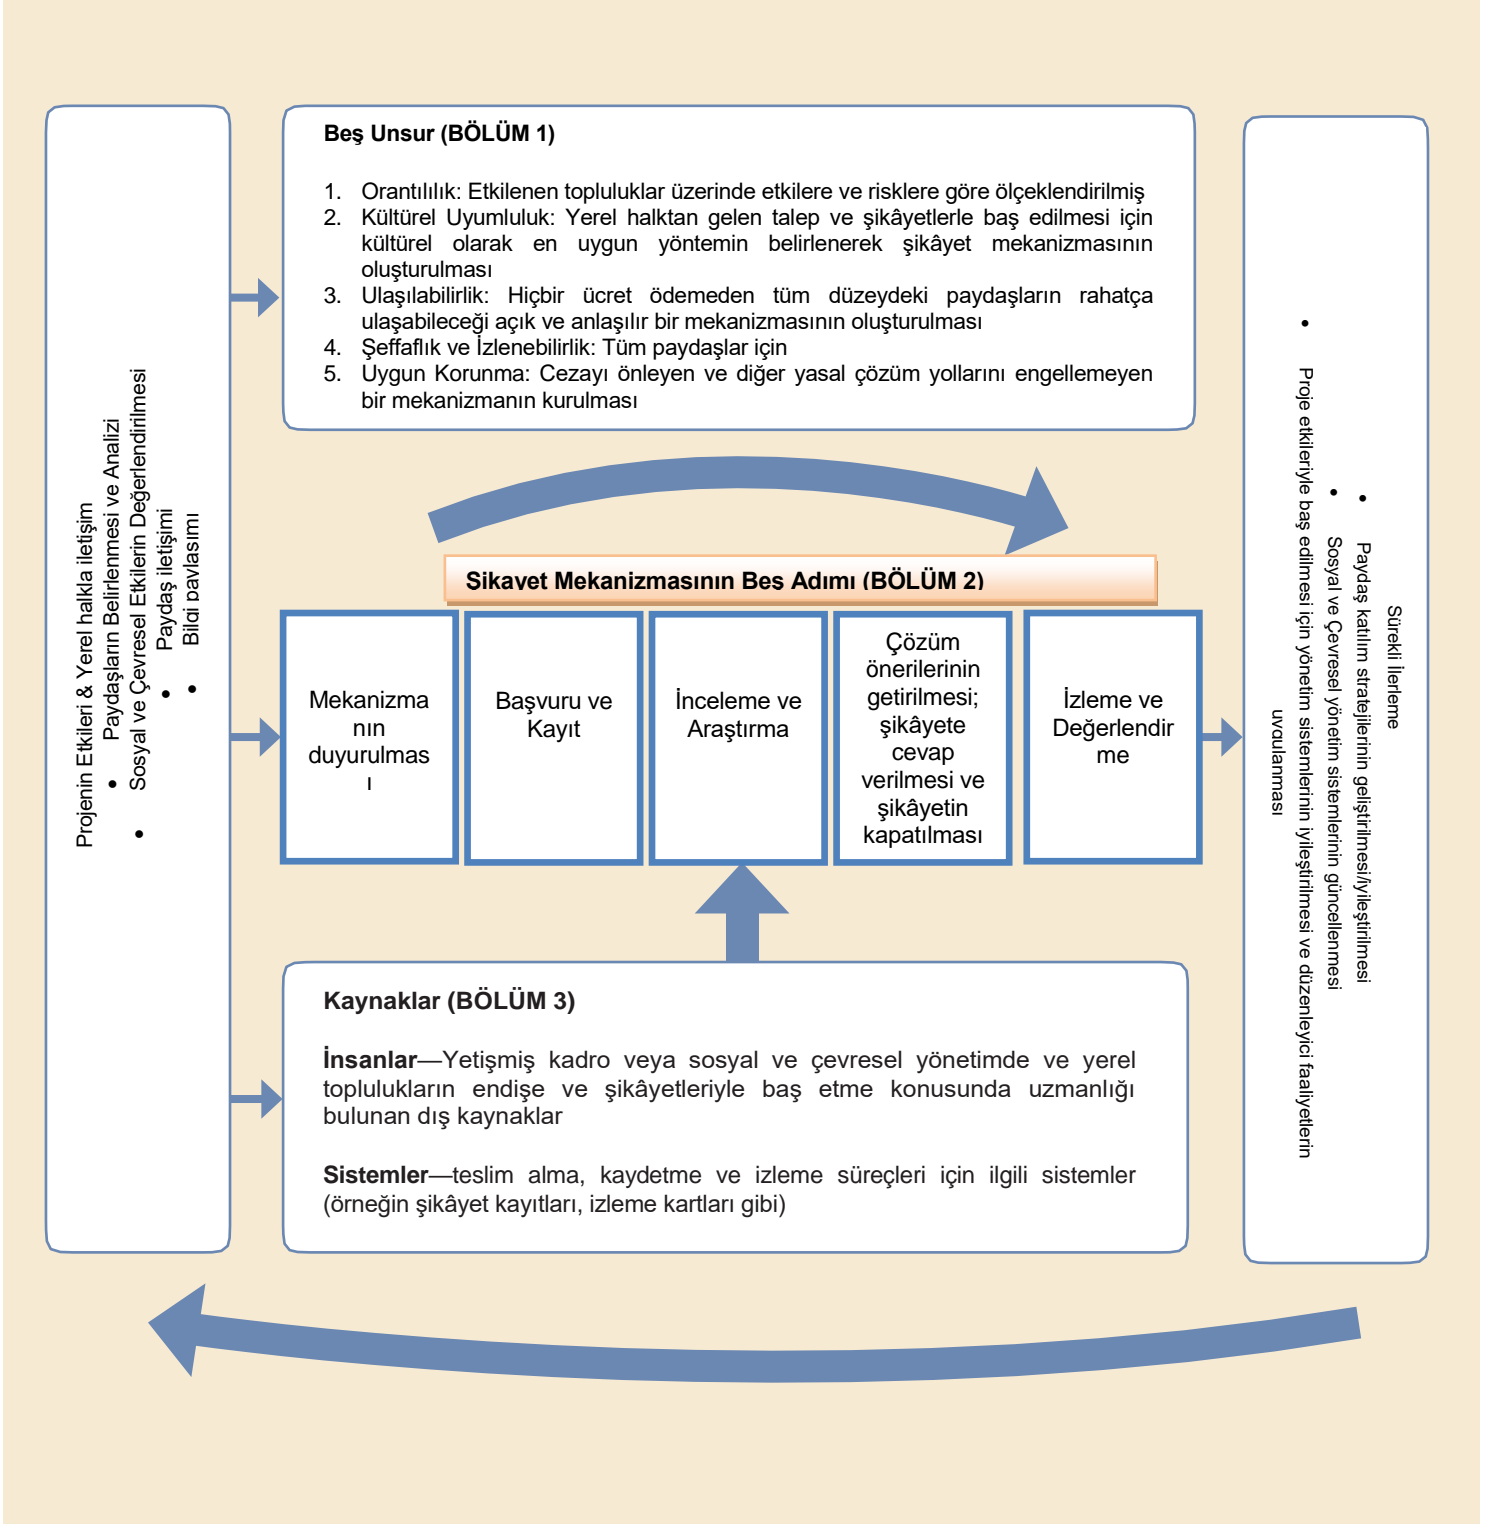 Projenin Etkileri & Yerel halkla iletişim
• Paydaşların Belirlenmesi ve Analizi
• Sosyal ve Çevresel Etkilerin Değerlendirilmesi
• Paydaş iletişimi
• Bilgi paylaşımı
Beş Unsur (BÖLÜM 1)
1. Orantılılık: Etkilenen topluluklar üzerinde etkilere ve risklere göre ölçeklendirilmiş
2. Kültürel Uyumluluk: Yerel halktan gelen talep ve şikâyetlerle baş edilmesi için
kültürel olarak en uygun yöntemin belirlenerek şikâyet mekanizmasının
oluşturulması
3. Ulaşılabilirlik: Hiçbir ücret ödemeden tüm düzeydeki paydaşların rahatça
ulaşabileceği açık ve anlaşılır bir mekanizmasının oluşturulması
4. Şeffaflık ve İzlenebilirlik: Tüm paydaşlar için
5. Uygun Korunma: Cezayı önleyen ve diğer yasal çözüm yollarını engellemeyen
bir mekanizmanın kurulması
Şikayet Mekanizmasının Beş Adımı (BÖLÜM 2)
Mekanizma
nın
duyurulmas
ı
Başvuru ve
Kayıt
İnceleme ve
Araştırma
Çözüm
önerilerinin
getirilmesi;
şikâyete
cevap
verilmesi ve
şikâyetin
kapatılması
İzleme ve
Değerlendir
me
Kaynaklar (BÖLÜM 3)
İnsanlar—Yetişmiş kadro veya sosyal ve çevresel yönetimde ve yerel
toplulukların endişe ve şikâyetleriyle baş etme konusunda uzmanlığı
bulunan dış kaynaklar
Sistemler—teslim alma, kaydetme ve izleme süreçleri için ilgili sistemler
(örneğin şikâyet kayıtları, izleme kartları gibi)
Sürekli İlerleme
• Paydaş katılım stratejilerinin geliştirilmesi/iyileştirilmesi
• Sosyal ve Çevresel yönetim sistemlerinin güncellenmesi
• Proje etkileriyle baş edilmesi için yönetim sistemlerinin iyileştirilmesi ve düzenleyici faaliyetlerin
uygulanması